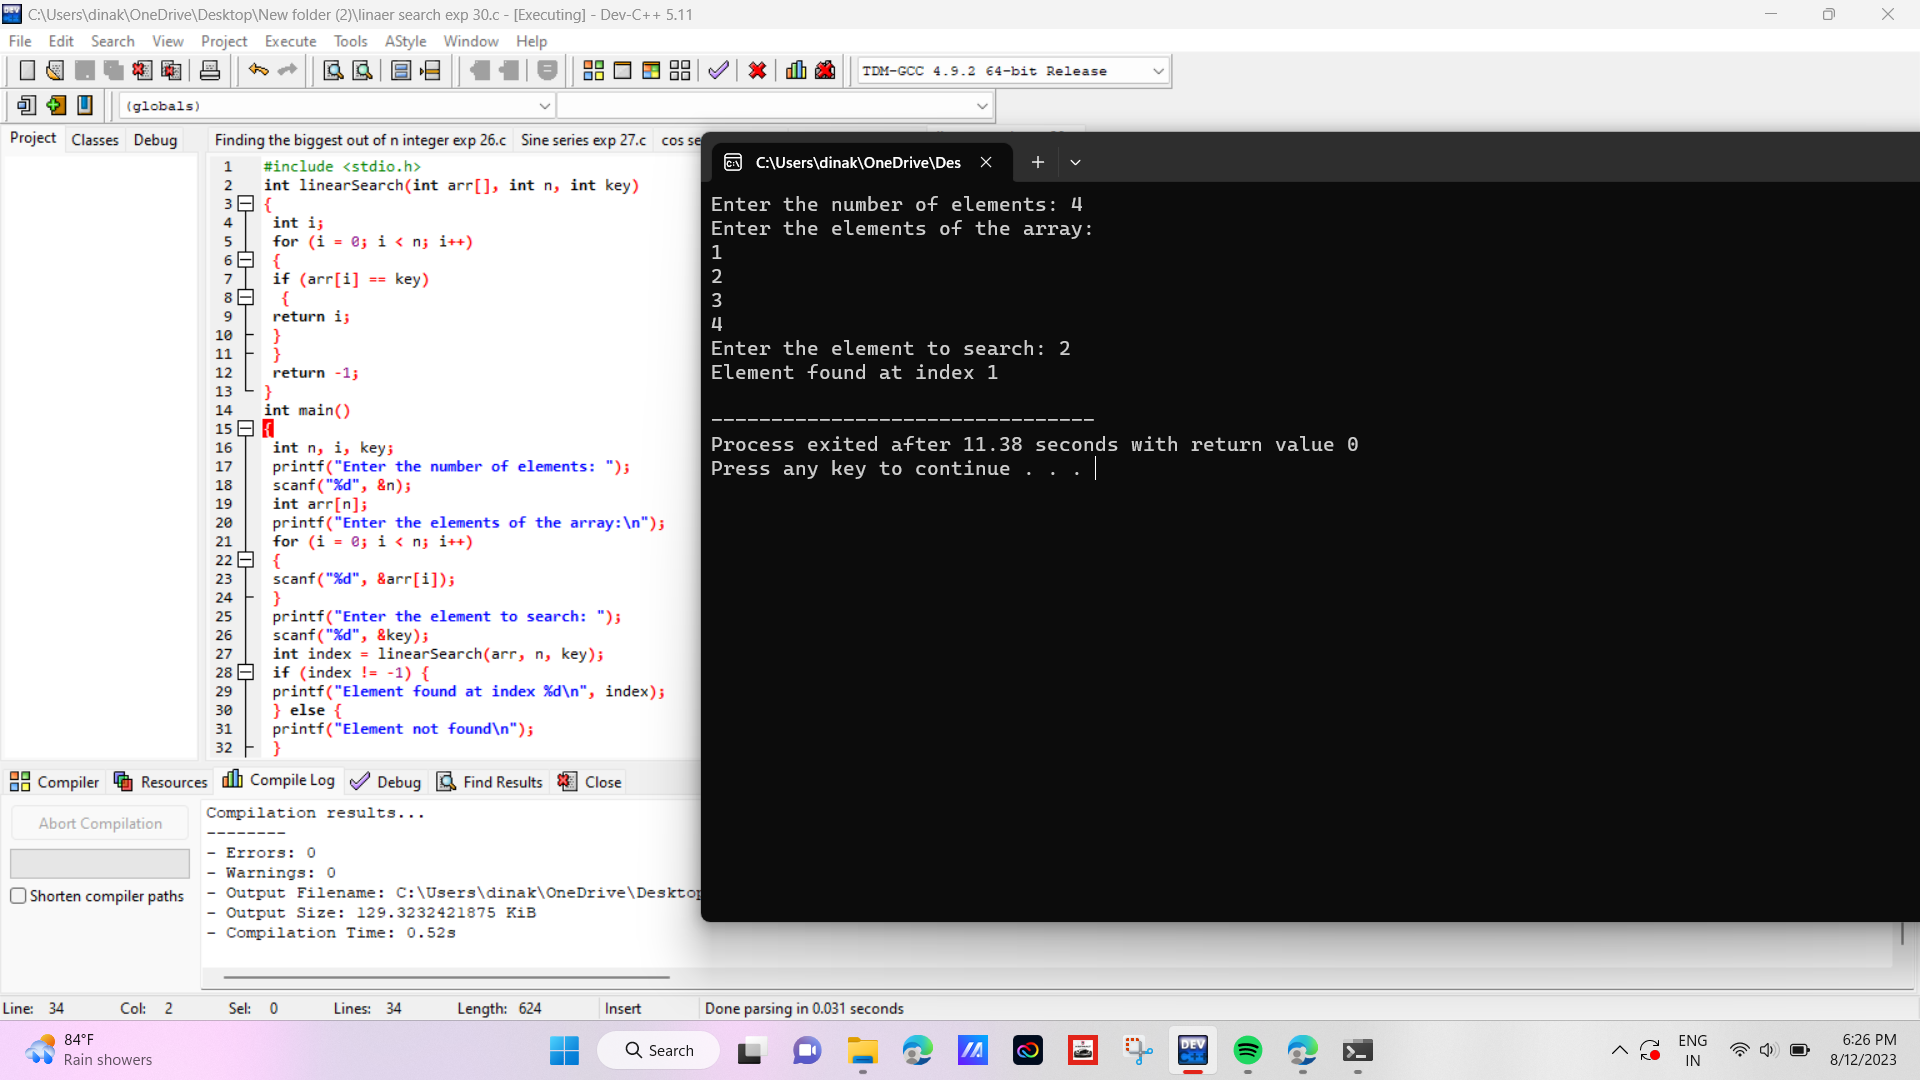 C:\Users\dinak\OneDrive\Desktop\New folder (2)\linaer search exp 30.c - [Executing] - Dev-C++ 5.11
File Edit Search View Project Execute Tools AStyle Window Help
TDM-GCC 4.9.2 64-bit Release
(globals)
Project Classes Debug
Finding the biggest out of n integer exp 26.c Sine series exp 27.c cos se
1 #include <stdio.h>
2 int linearSearch(int arr[], int n, int key)
3 {
4 int i;
5 for (i = 0; i < n; i++)
6 {
7 if (arr[i] == key)
8 {
9 return i;
10 }
11 }
12 return -1;
13 }
14 int main()
15 {
16 int n, i, key;
17 printf("Enter the number of elements: ");
18 scanf("%d", &n);
19 int arr[n];
20 printf("Enter the elements of the array:\n");
21 for (i = 0; i < n; i++)
22 {
23 scanf("%d", &arr[i]);
24 }
25 printf("Enter the element to search: ");
26 scanf("%d", &key);
27 int index = linearSearch(arr, n, key);
28 if (index != -1) {
29 printf("Element found at index %d\n", index);
30 } else {
31 printf("Element not found\n");
32 }
C:\Users\dinak\OneDrive\Des
Enter the number of elements: 4
Enter the elements of the array:
1
2
3
4
Enter the element to search: 2
Element found at index 1
--------------------------------
Process exited after 11.38 seconds with return value 0
Press any key to continue . . .
Compiler Resources Compile Log Debug Find Results Close
Abort Compilation
Shorten compiler paths
Compilation results...
--------
- Errors: 0
- Warnings: 0
- Output Filename: C:\Users\dinak\OneDrive\Desktop
- Output Size: 129.3232421875 KiB
- Compilation Time: 0.52s
Line: 34 Col: 2 Sel: 0 Lines: 34 Length: 624 Insert Done parsing in 0.031 seconds
84°F
Rain showers
Search
DEV
C++
ENG
IN
6:26 PM
8/12/2023